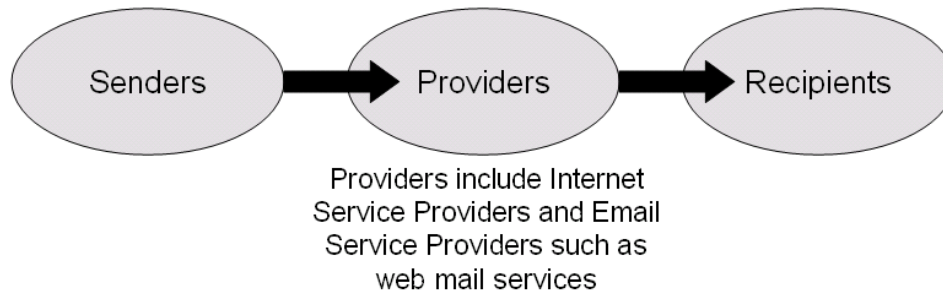 Senders
Providers
Recipients
Providers include Internet
Service Providers and Email
Service Providers such as
web mail services